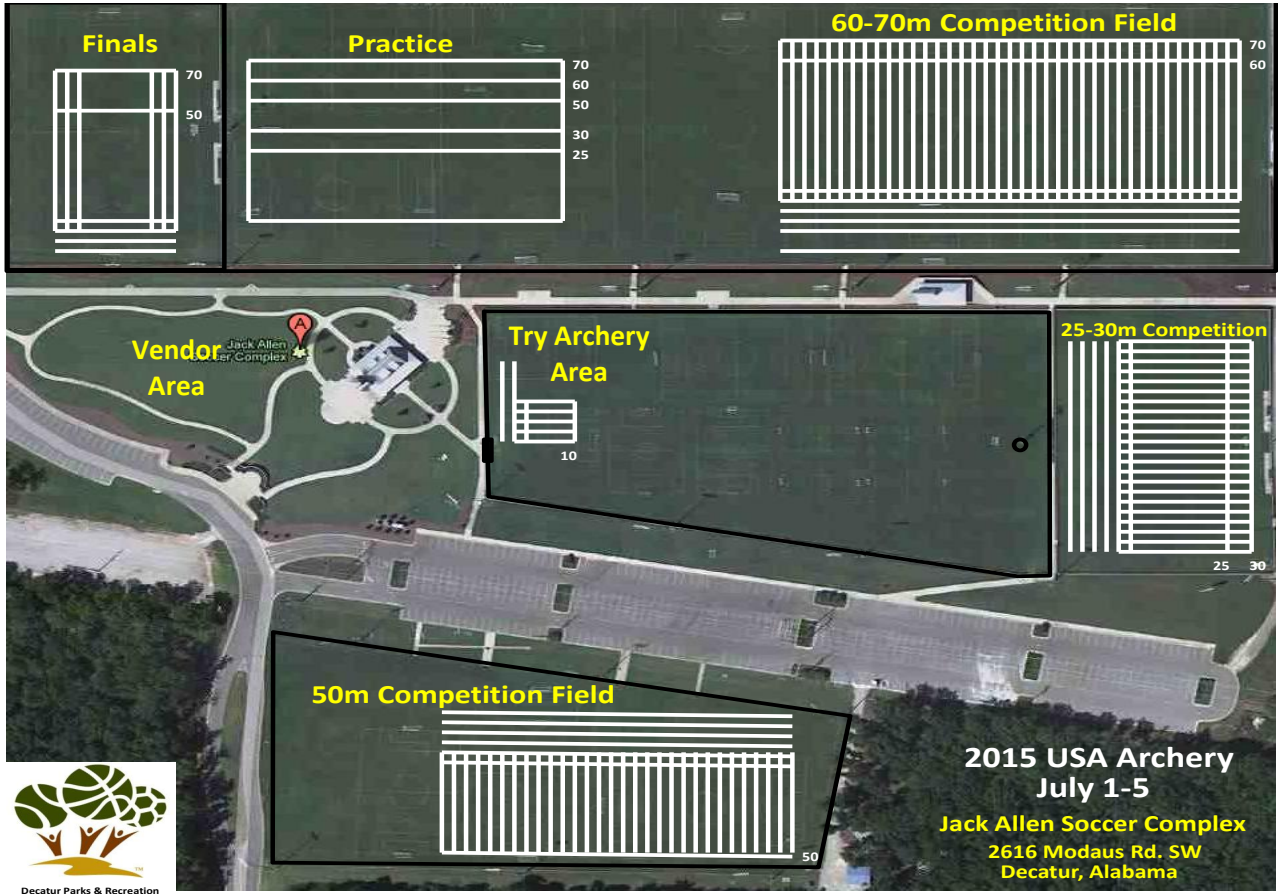 Finals
70
50
Practice
70
60
50
30
25
60-70m Competition Field
70
60
A
Jack Allen
Soccer Complex
Vendor
Area
Try Archery
Area
10
25-30m Competition
25
30
50m Competition Field
50
2015 USA Archery
July 1-5
Jack Allen Soccer Complex
2616 Modaus Rd. SW
Decatur, Alabama
TM
Decatur Parks & Recreation